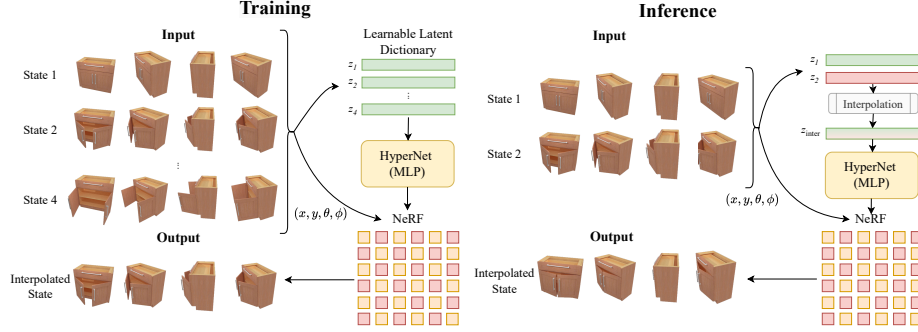 Training
Input
Learnable Latent
Dictionary
State 1
z1
z2
⋮
z4
State 2
⋮
HyperNet
(MLP)
State 4
(x, y, θ, ϕ)
NeRF
Output
Interpolated
State
Inference
Input
z1
z2
State 1
Interpolation
zinter
State 2
HyperNet
(MLP)
(x, y, θ, ϕ)
NeRF
Output
Interpolated
State